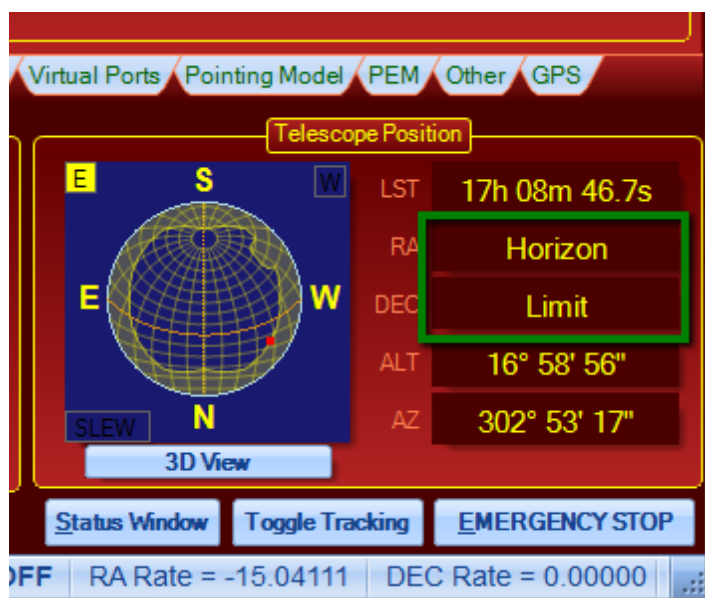 Virtual Ports Pointing Model PEM Other GPS
Telescope Position
E S W
LST 17h 08m 46.7s
RA Horizon
E W
DEC Limit
ALT 16° 58' 56"
SLEW N
AZ 302° 53' 17"
3D View
Status Window Toggle Tracking EMERGENCY STOP
FF RA Rate = -15.04111 DEC Rate = 0.00000